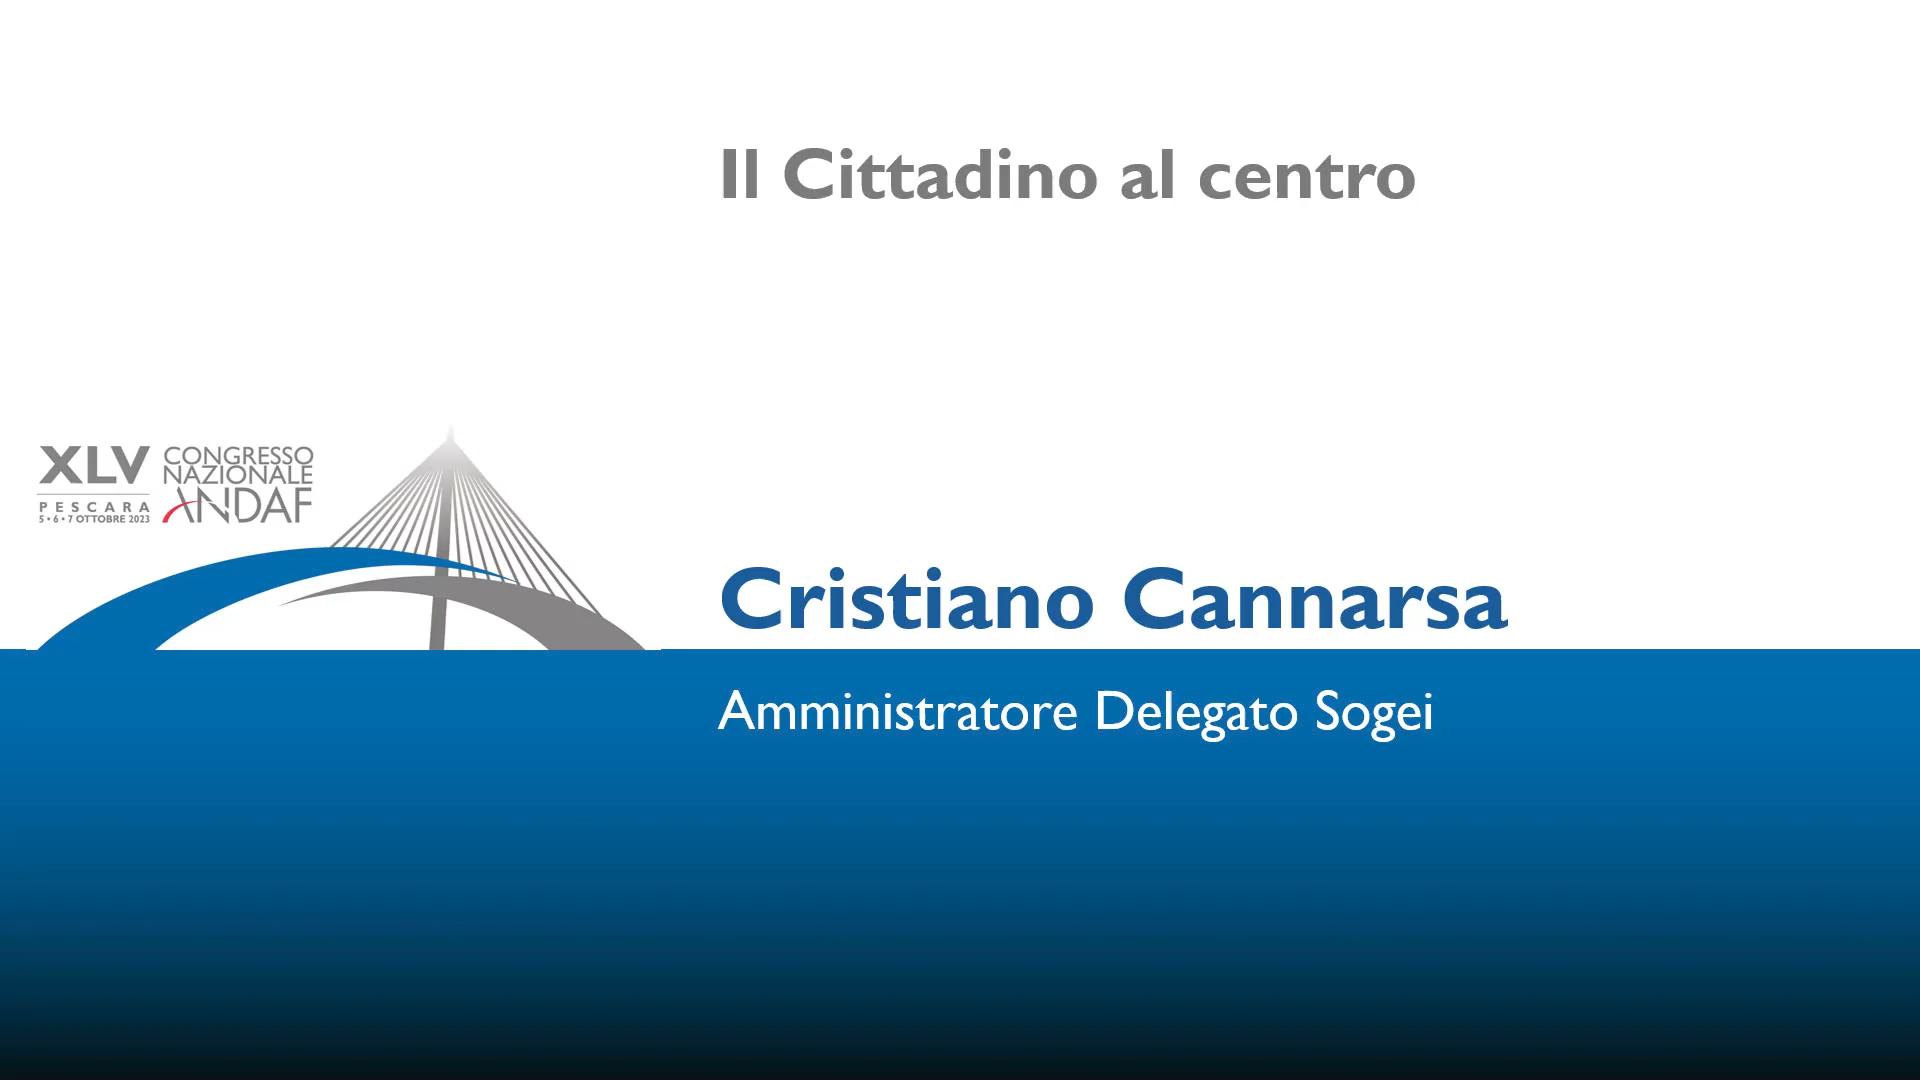 Il Cittadino al centro
XLV
PESCARA
5 • 6 • 7 OTTOBRE 2023
CONGRESSO
NAZIONALE
ANDAF
Cristiano Cannarsa
Amministratore Delegato Sogei